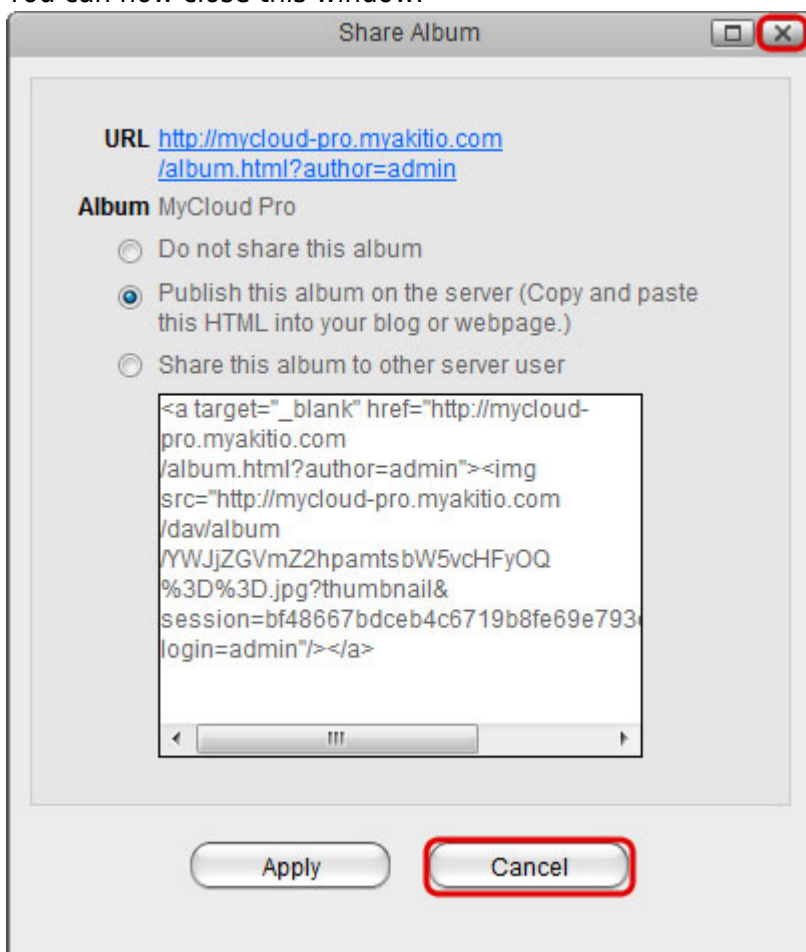 You can now close this window.
Share Album
URL http://mycloud-pro.myakitio.com
/album.html?author=admin
Album MyCloud Pro
Do not share this album
Publish this album on the server (Copy and paste
this HTML into your blog or webpage.)
Share this album to other server user
<a target="_blank" href="http://mycloud-
pro.myakitio.com
/album.html?author=admin"><img
src="http://mycloud-pro.myakitio.com
/dav/album
/YWJjZGVmZ2hpamtsbW5vcHFyOQ
%3D%3D.jpg?thumbnail&
session=bf48667bdceb4c6719b8fe69e793
login=admin"/></a>
Apply
Cancel